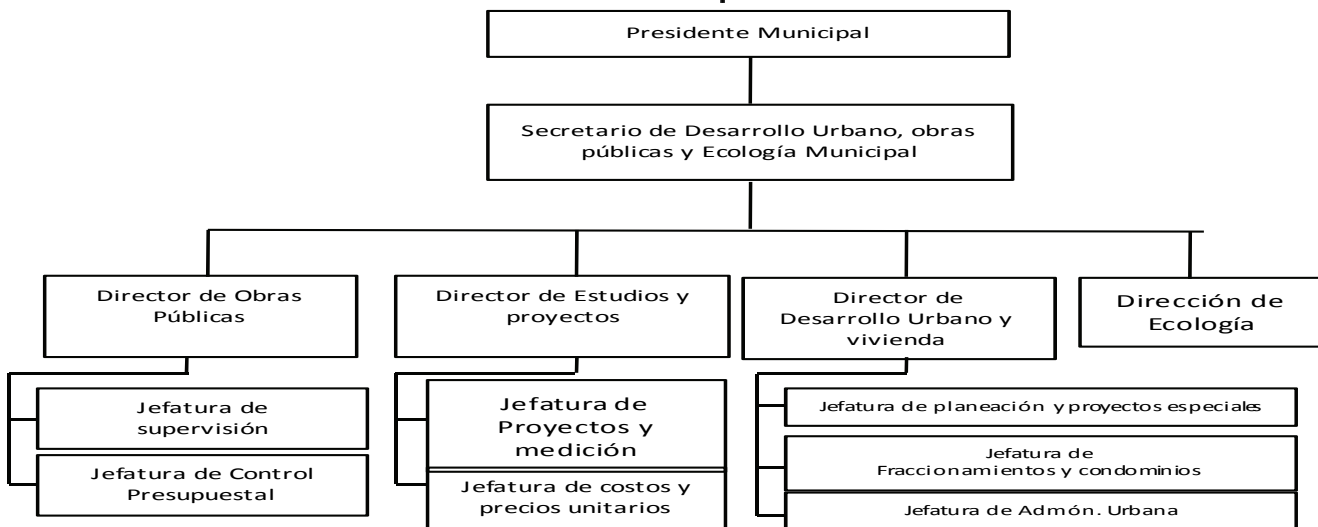 Presidente Municipal
Secretario de Desarrollo Urbano, obras
públicas y Ecología Municipal
Director de Obras
Públicas
Director de Estudios y
proyectos
Director de
Desarrollo Urbano y
vivienda
Dirección de
Ecología
Jefatura de
supervisión
Jefatura de Control
Presupuestal
Jefatura de
Proyectos y
medición
Jefatura de costos y
precios unitarios
Jefatura de planeación y proyectos especiales
Jefatura de
Fraccionamientos y condominios
Jefatura de Admón. Urbana